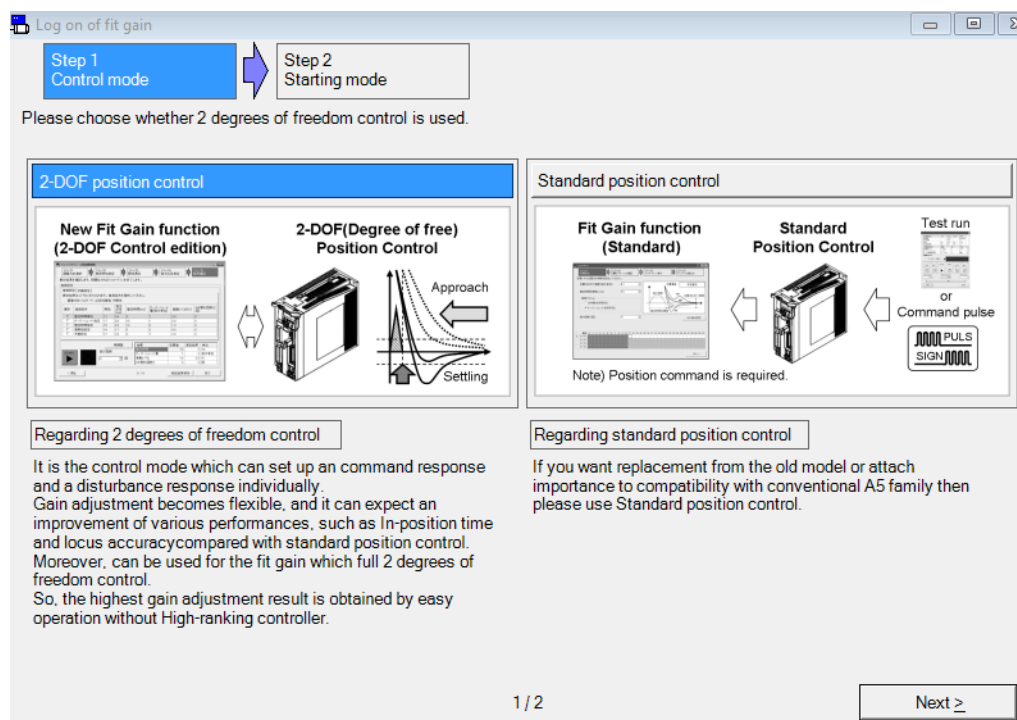 Log on of fit gain
Step 1
Control mode
Step 2
Starting mode
Please choose whether 2 degrees of freedom control is used.
2-DOF position control
New Fit Gain function
(2-DOF Control edition)
2-DOF(Degree of free)
Position Control
Approach
Settling
Regarding 2 degrees of freedom control
It is the control mode which can set up an command response
and a disturbance response individually.
Gain adjustment becomes flexible, and it can expect an
improvement of various performances, such as In-position time
and locus accuracycompared with standard position control.
Moreover, can be used for the fit gain which full 2 degrees of
freedom control.
So, the highest gain adjustment result is obtained by easy
operation without High-ranking controller.
Standard position control
Fit Gain function
(Standard)
Standard
Position Control
Test run
or
Command pulse
PULS
SIGN
Note) Position command is required.
Regarding standard position control
If you want replacement from the old model or attach
importance to compatibility with conventional A5 family then
please use Standard position control.
1 / 2
Next >